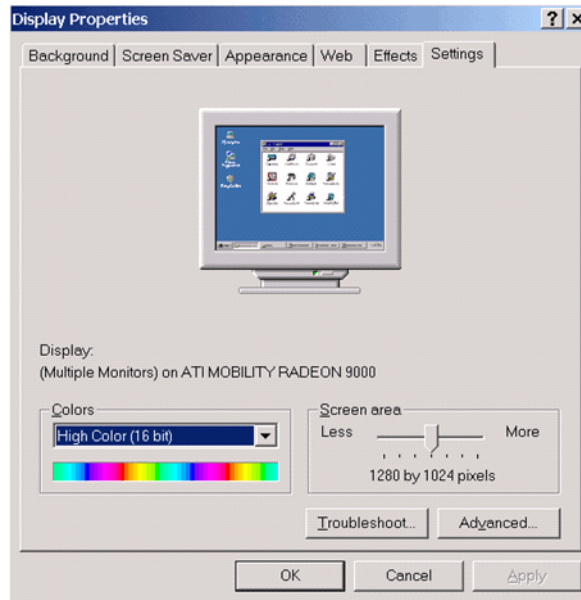 Display Properties
Background Screen Saver Appearance Web Effects Settings
Display:
(Multiple Monitors) on ATI MOBILITY RADEON 9000
Colors
High Color (16 bit)
Screen area
Less More
1280 by 1024 pixels
Troubleshoot... Advanced...
OK Cancel Apply